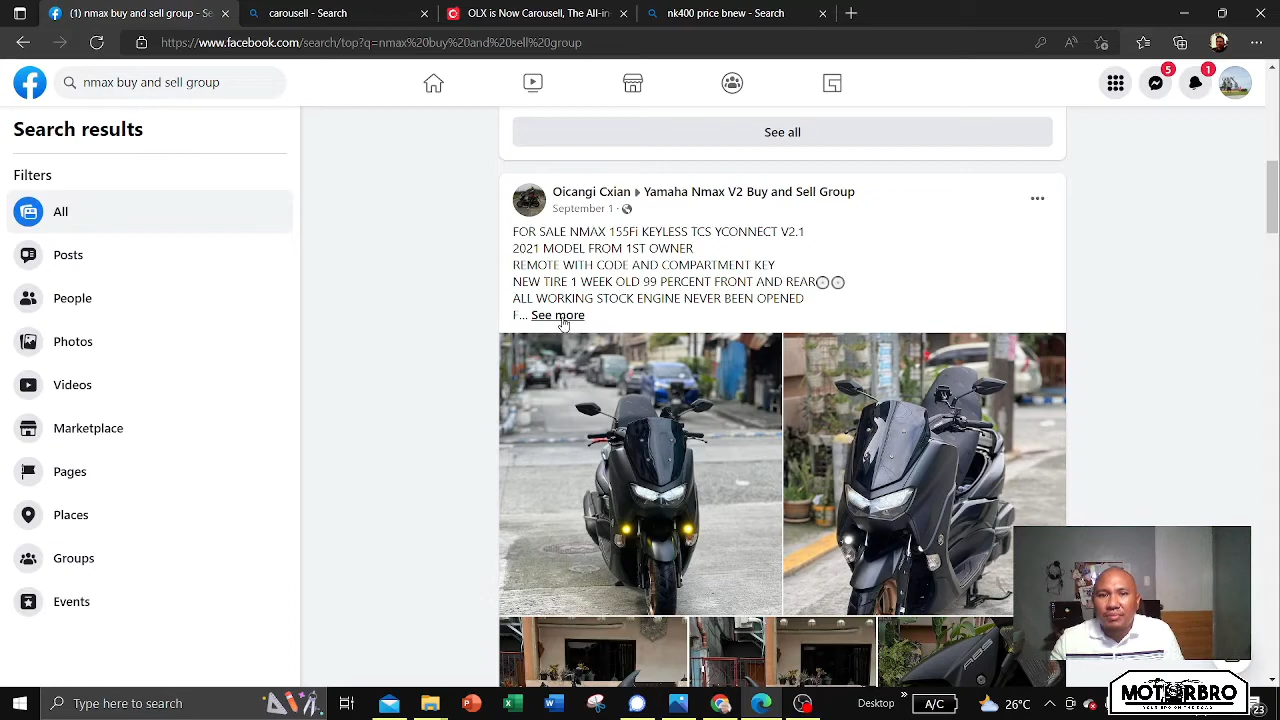 (1) nmax buy and sell group - Se
carousell - Search
OLX is Now Carousell, The All-in-
nk400 price bnew - Search
https://www.facebook.com/search/top?q=nmax%20buy%20and%20sell%20group
nmax buy and sell group
5
1
Search results
Filters
All
Posts
People
Photos
Videos
Marketplace
Pages
Places
Groups
Events
See all
Oicangi Cxian ▸ Yamaha Nmax V2 Buy and Sell Group
September 1 ·
FOR SALE NMAX 155Fi KEYLESS TCS YCONNECT V2.1
2021 MODEL FROM 1ST OWNER
REMOTE WITH CODE AND COMPARTMENT KEY
NEW TIRE 1 WEEK OLD 99 PERCENT FRONT AND REAR
ALL WORKING STOCK ENGINE NEVER BEEN OPENED
F... See more
ABS
MOTORBRO
Type here to search
Desktop
A/C
26°C
23